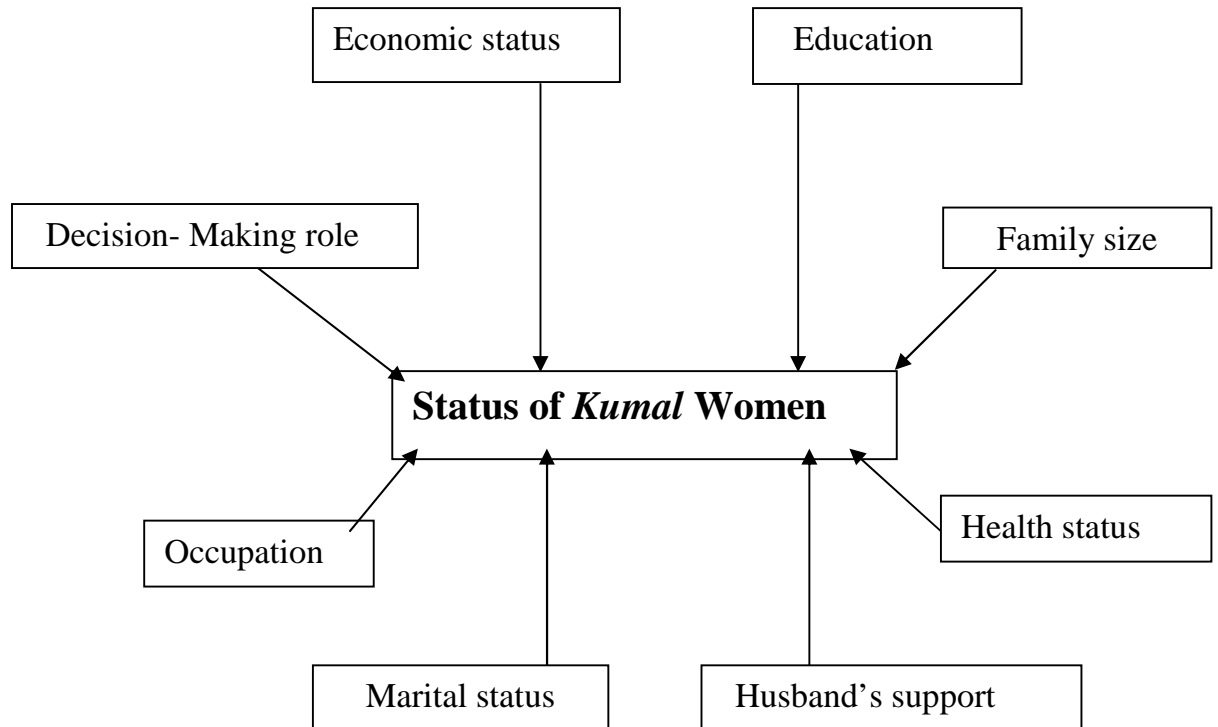 Economic status
Education
Decision- Making role
Family size
Status of Kumal Women
Occupation
Health status
Marital status
Husband’s support